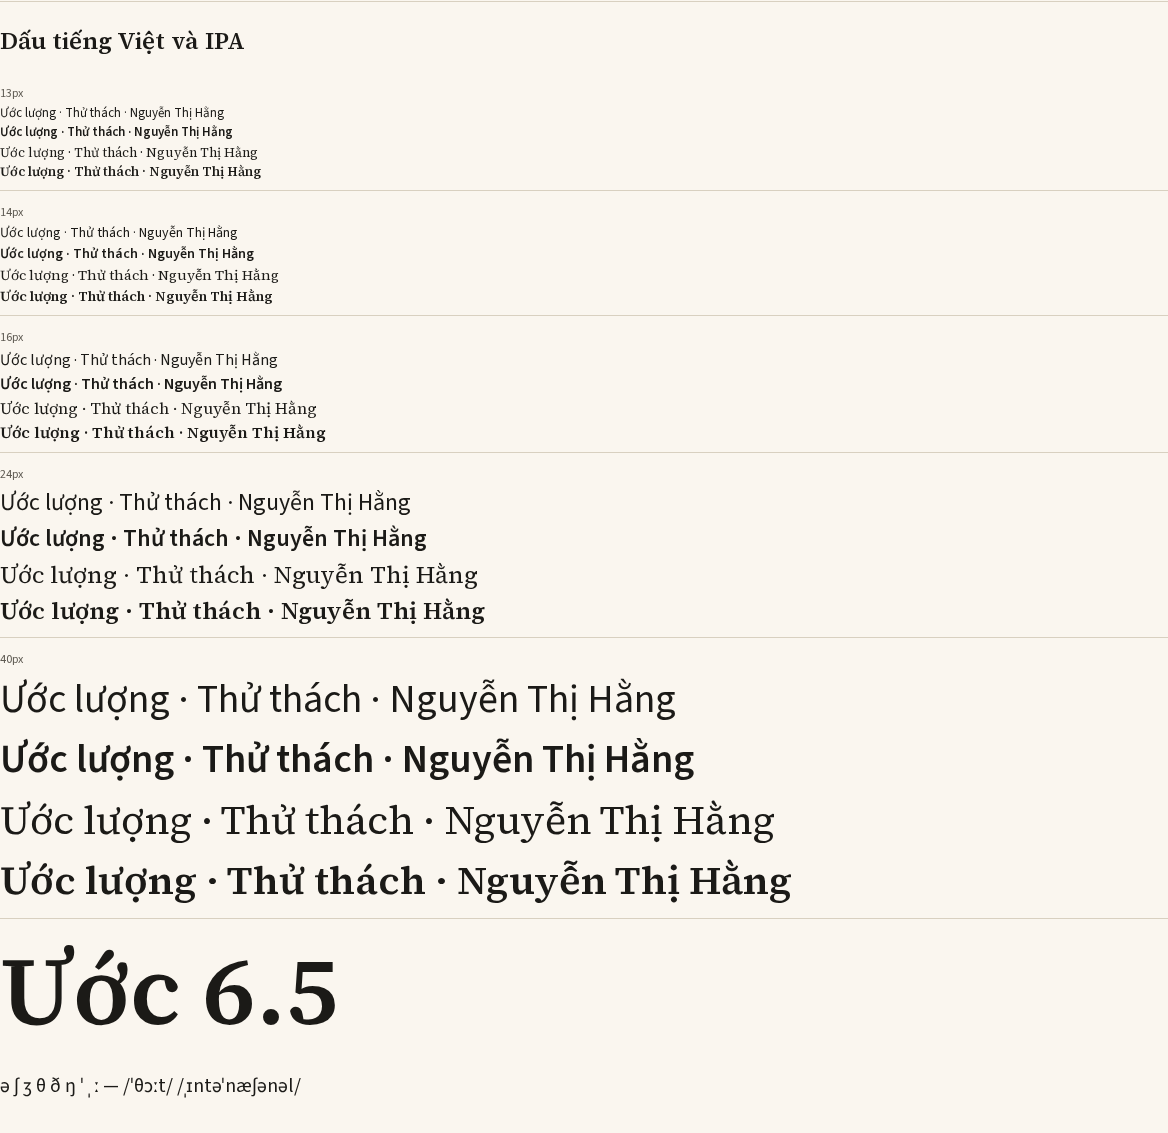 Dấu tiếng Việt và IPA
13px
Ước lượng · Thử thách · Nguyễn Thị Hằng
Ước lượng · Thử thách · Nguyễn Thị Hằng
Ước lượng · Thử thách · Nguyễn Thị Hằng
Ước lượng · Thử thách · Nguyễn Thị Hằng
14px
Ước lượng · Thử thách · Nguyễn Thị Hằng
Ước lượng · Thử thách · Nguyễn Thị Hằng
Ước lượng · Thử thách · Nguyễn Thị Hằng
Ước lượng · Thử thách · Nguyễn Thị Hằng
16px
Ước lượng · Thử thách · Nguyễn Thị Hằng
Ước lượng · Thử thách · Nguyễn Thị Hằng
Ước lượng · Thử thách · Nguyễn Thị Hằng
Ước lượng · Thử thách · Nguyễn Thị Hằng
24px
Ước lượng · Thử thách · Nguyễn Thị Hằng
Ước lượng · Thử thách · Nguyễn Thị Hằng
Ước lượng · Thử thách · Nguyễn Thị Hằng
Ước lượng · Thử thách · Nguyễn Thị Hằng
40px
Ước lượng · Thử thách · Nguyễn Thị Hằng
Ước lượng · Thử thách · Nguyễn Thị Hằng
Ước lượng · Thử thách · Nguyễn Thị Hằng
Ước lượng · Thử thách · Nguyễn Thị Hằng
Ước 6.5
ə ʃ ʒ θ ð ŋ ˈ ˌ ː — /ˈθɔːt/ /ˌɪntəˈnæʃənəl/